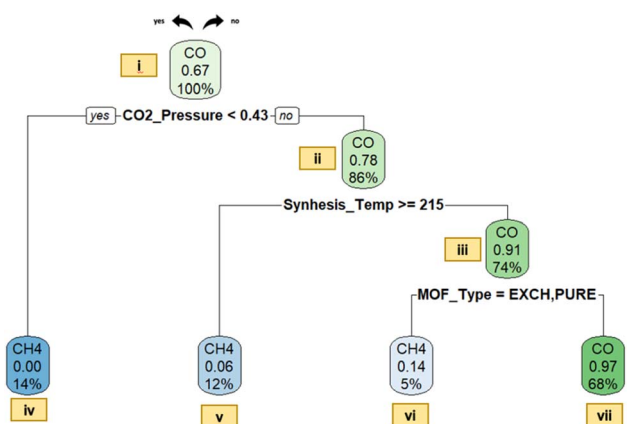 yes no
i
CO
0.67
100%
yes CO2_Pressure < 0.43 no
ii
CO
0.78
86%
Synhesis_Temp >= 215
iii
CO
0.91
74%
MOF_Type = EXCH,PURE
CH4
0.00
14%
iv
CH4
0.06
12%
v
CH4
0.14
5%
vi
CO
0.97
68%
vii